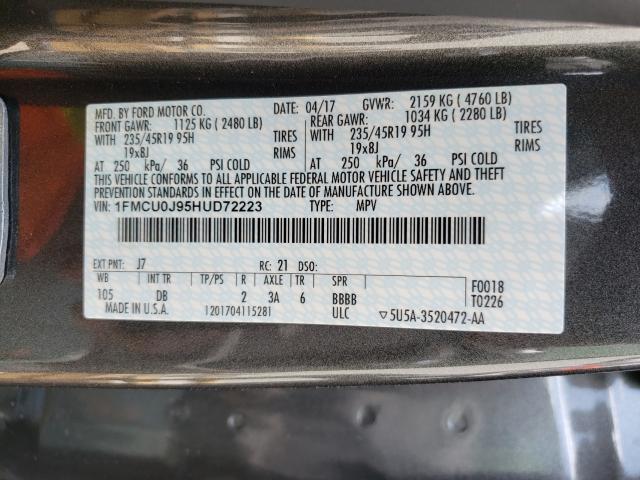 MFD. BY FORD MOTOR CO. DATE: 04/17 GVWR: 2159 KG ( 4760 LB)
FRONT GAWR: 1125 KG ( 2480 LB) REAR GAWR: 1034 KG ( 2280 LB)
WITH 235/45R19 95H TIRES WITH 235/45R19 95H TIRES
19x8J RIMS 19x8J RIMS
AT 250 kPa/ 36 PSI COLD AT 250 kPa/ 36 PSI COLD
THIS VEHICLE CONFORMS TO ALL APPLICABLE FEDERAL MOTOR VEHICLE SAFETY AND THEFT
PREVENTION STANDARDS IN EFFECT ON THE DATE OF MANUFACTURE SHOWN ABOVE.
VIN: 1FMCU0J95HUD72223 TYPE: MPV
EXT PNT: J7 RC: 21 DSO:
WB INT TR TP/PS R AXLE TR SPR F0018
105 DB 2 3A 6 BBBB T0226
MADE IN U.S.A. 1201704115281 ULC ▽5U5A-3520472-AA